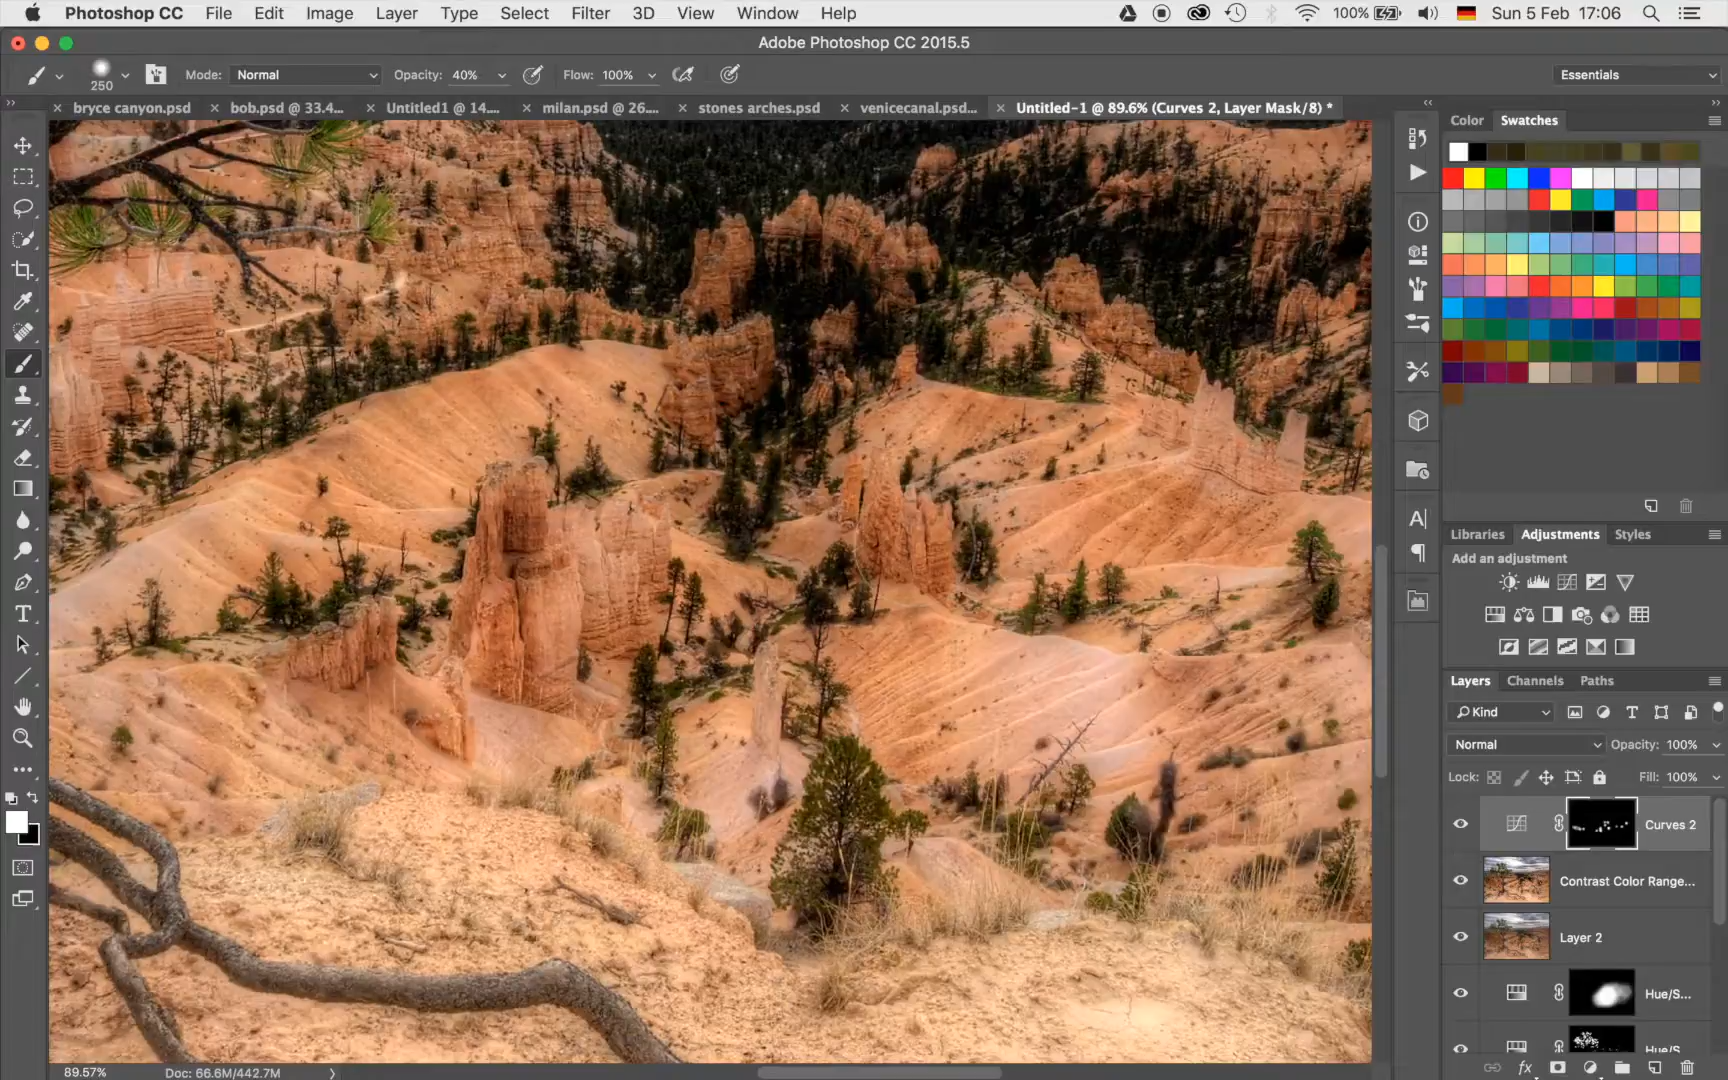 Photoshop CC File Edit Image Layer Type Select Filter 3D View Window Help 100% Sun 5 Feb 17:06
Adobe Photoshop CC 2015.5
250 Mode: Normal Opacity: 40% Flow: 100% Essentials
bryce canyon.psd bob.psd @ 33.4... Untitled1 @ 14.... milan.psd @ 26.... stones arches.psd venicecanal.psd... Untitled-1 @ 89.6% (Curves 2, Layer Mask/8) *
Color Swatches
Libraries Adjustments Styles
Add an adjustment
Layers Channels Paths
Kind
Normal Opacity: 100%
Lock: Fill: 100%
Curves 2
Contrast Color Range...
Layer 2
Hue/S...
Hue/S...
89.57% Doc: 66.6M/442.7M